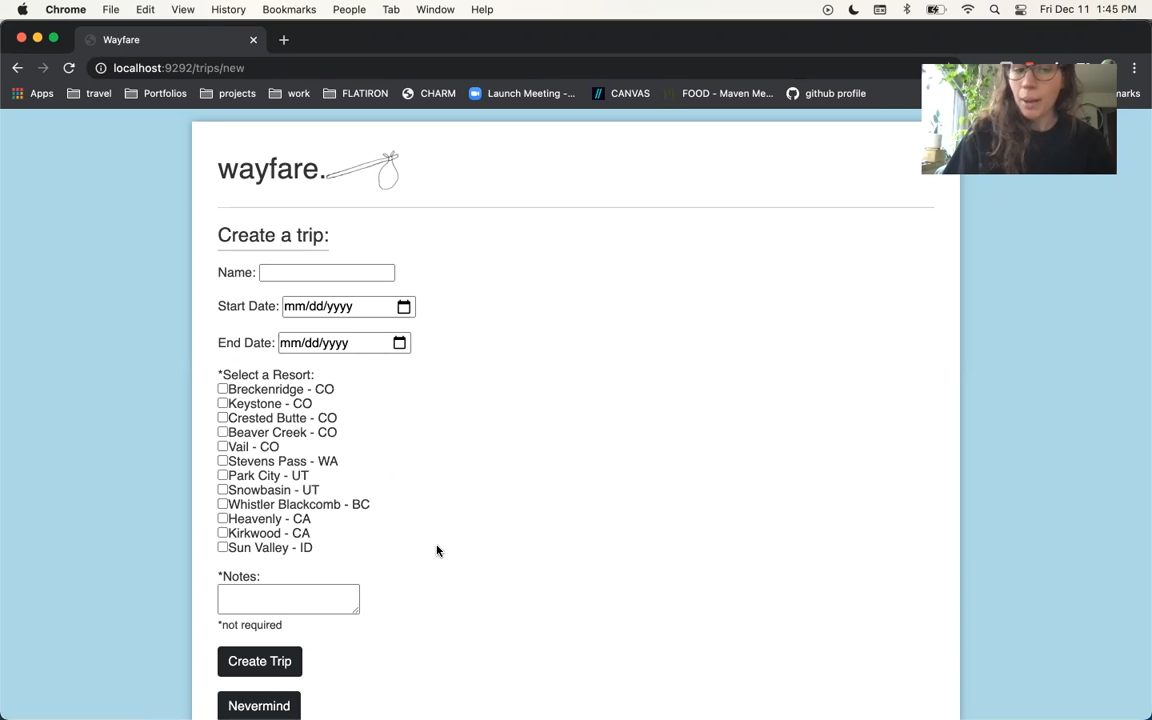 Chrome File Edit View History Bookmarks People Tab Window Help Fri Dec 11 1:45 PM
Wayfare
localhost:9292/trips/new
Apps travel Portfolios projects work FLATIRON CHARM Launch Meeting -... CANVAS FOOD - Maven Me... github profile
wayfare.
Create a trip:
Name:
Start Date: mm/dd/yyyy
End Date: mm/dd/yyyy
*Select a Resort:
Breckenridge - CO
Keystone - CO
Crested Butte - CO
Beaver Creek - CO
Vail - CO
Stevens Pass - WA
Park City - UT
Snowbasin - UT
Whistler Blackcomb - BC
Heavenly - CA
Kirkwood - CA
Sun Valley - ID
*Notes:
*not required
Create Trip
Nevermind